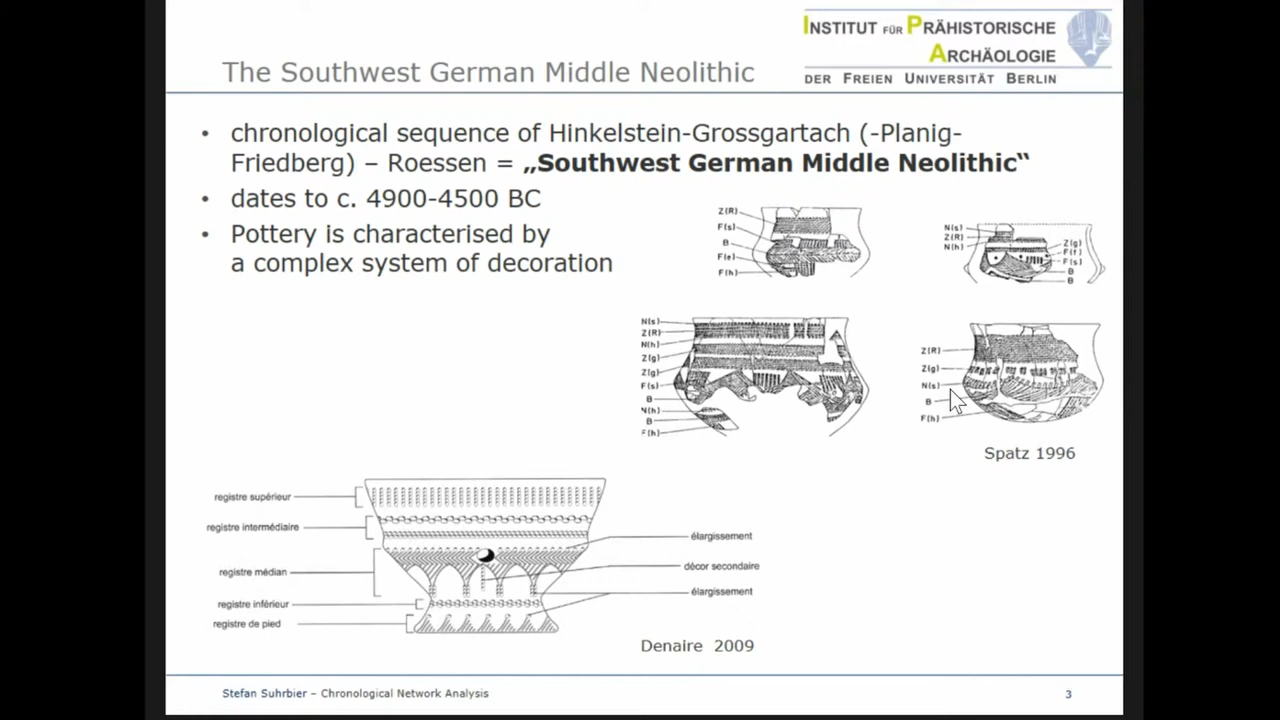 INSTITUT FÜR PRÄHISTORISCHE
ARCHÄOLOGIE
DER FREIEN UNIVERSITÄT BERLIN
The Southwest German Middle Neolithic
• chronological sequence of Hinkelstein-Grossgartach (-Planig-
Friedberg) – Roessen = „Southwest German Middle Neolithic“
• dates to c. 4900-4500 BC
• Pottery is characterised by
a complex system of decoration
Z(R)
F(s)
B
F(e)
F(h)
N(s)
Z(R)
N(h)
Z(g)
F(f)
F(s)
B
B
N(s)
Z(R)
N(h)
Z(g)
Z(g)
F(s)
B
N(h)
B
F(h)
Z(R)
Z(g)
N(s)
B
F(h)
Spatz 1996
registre supérieur
registre intermédiaire
registre médian
registre inférieur
registre de pied
élargissement
décor secondaire
élargissement
Denaire 2009
Stefan Suhrbier – Chronological Network Analysis
3